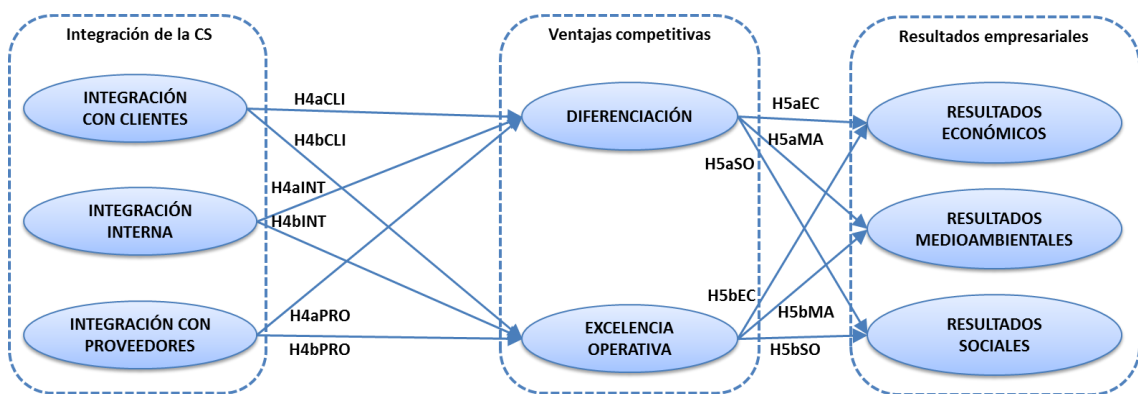 Integración de la CS
Ventajas competitivas
Resultados empresariales
INTEGRACIÓN
CON CLIENTES
INTEGRACIÓN
INTERNA
INTEGRACIÓN CON
PROVEEDORES
H4aCLI
H4bCLI
H4aINT
H4bINT
H4aPRO
H4bPRO
DIFERENCIACIÓN
EXCELENCIA
OPERATIVA
H5aEC
H5aMA
H5aSO
H5bEC
H5bMA
H5bSO
RESULTADOS
ECONÓMICOS
RESULTADOS
MEDIOAMBIENTALES
RESULTADOS
SOCIALES